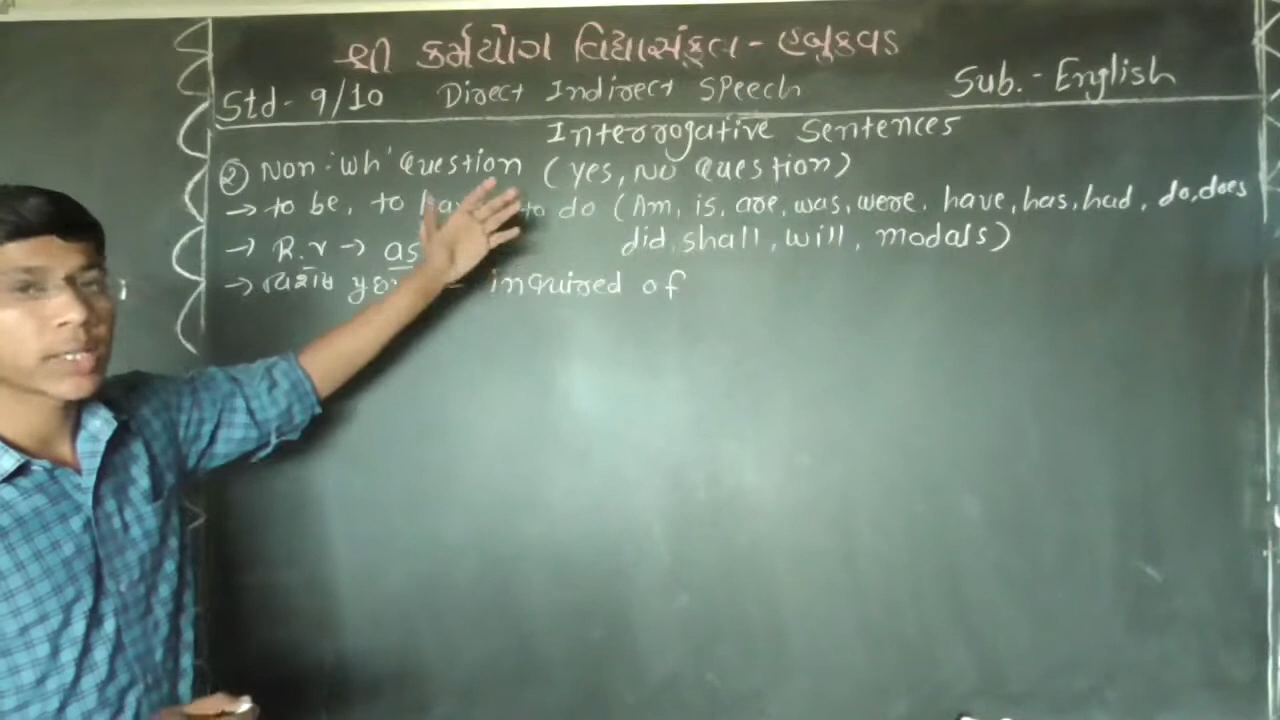 શ્રી કર્મયોગ વિદ્યાસંકુલ - હબુકવડ
Std - 9/10 Direct Indirect Speech Sub. - English
Interrogative Sentences
② Non-'wh' Question (Yes, No Question)
→ to be, to to do (Am, is, are, was, were, have, has, had, do, does
did, shall, will, modals)
→ R.V → as
→ inquired of